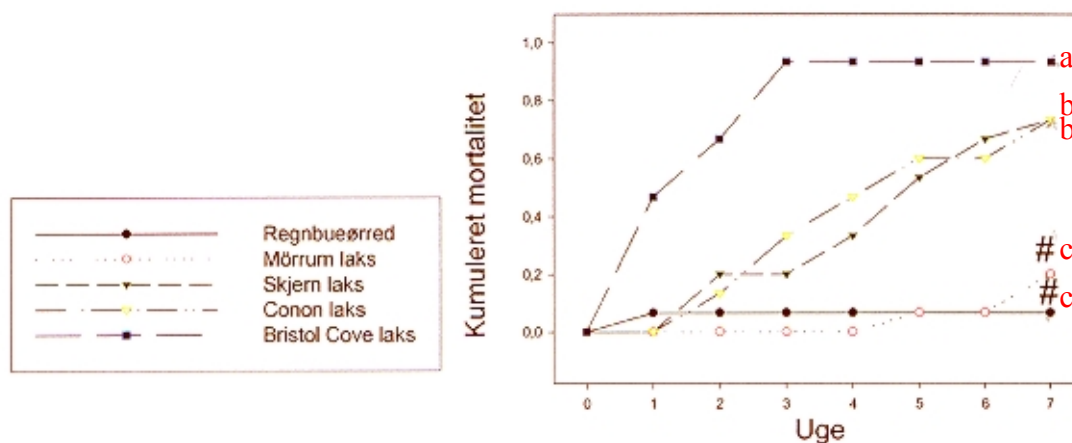 Regnbueørred
Mörrum laks
Skjern laks
Conon laks
Bristol Cove laks
Kumuleret mortalitet
1,0
0,8
0,6
0,4
0,2
0,0
a
b
b
# c
# c
0 1 2 3 4 5 6 7
Uge